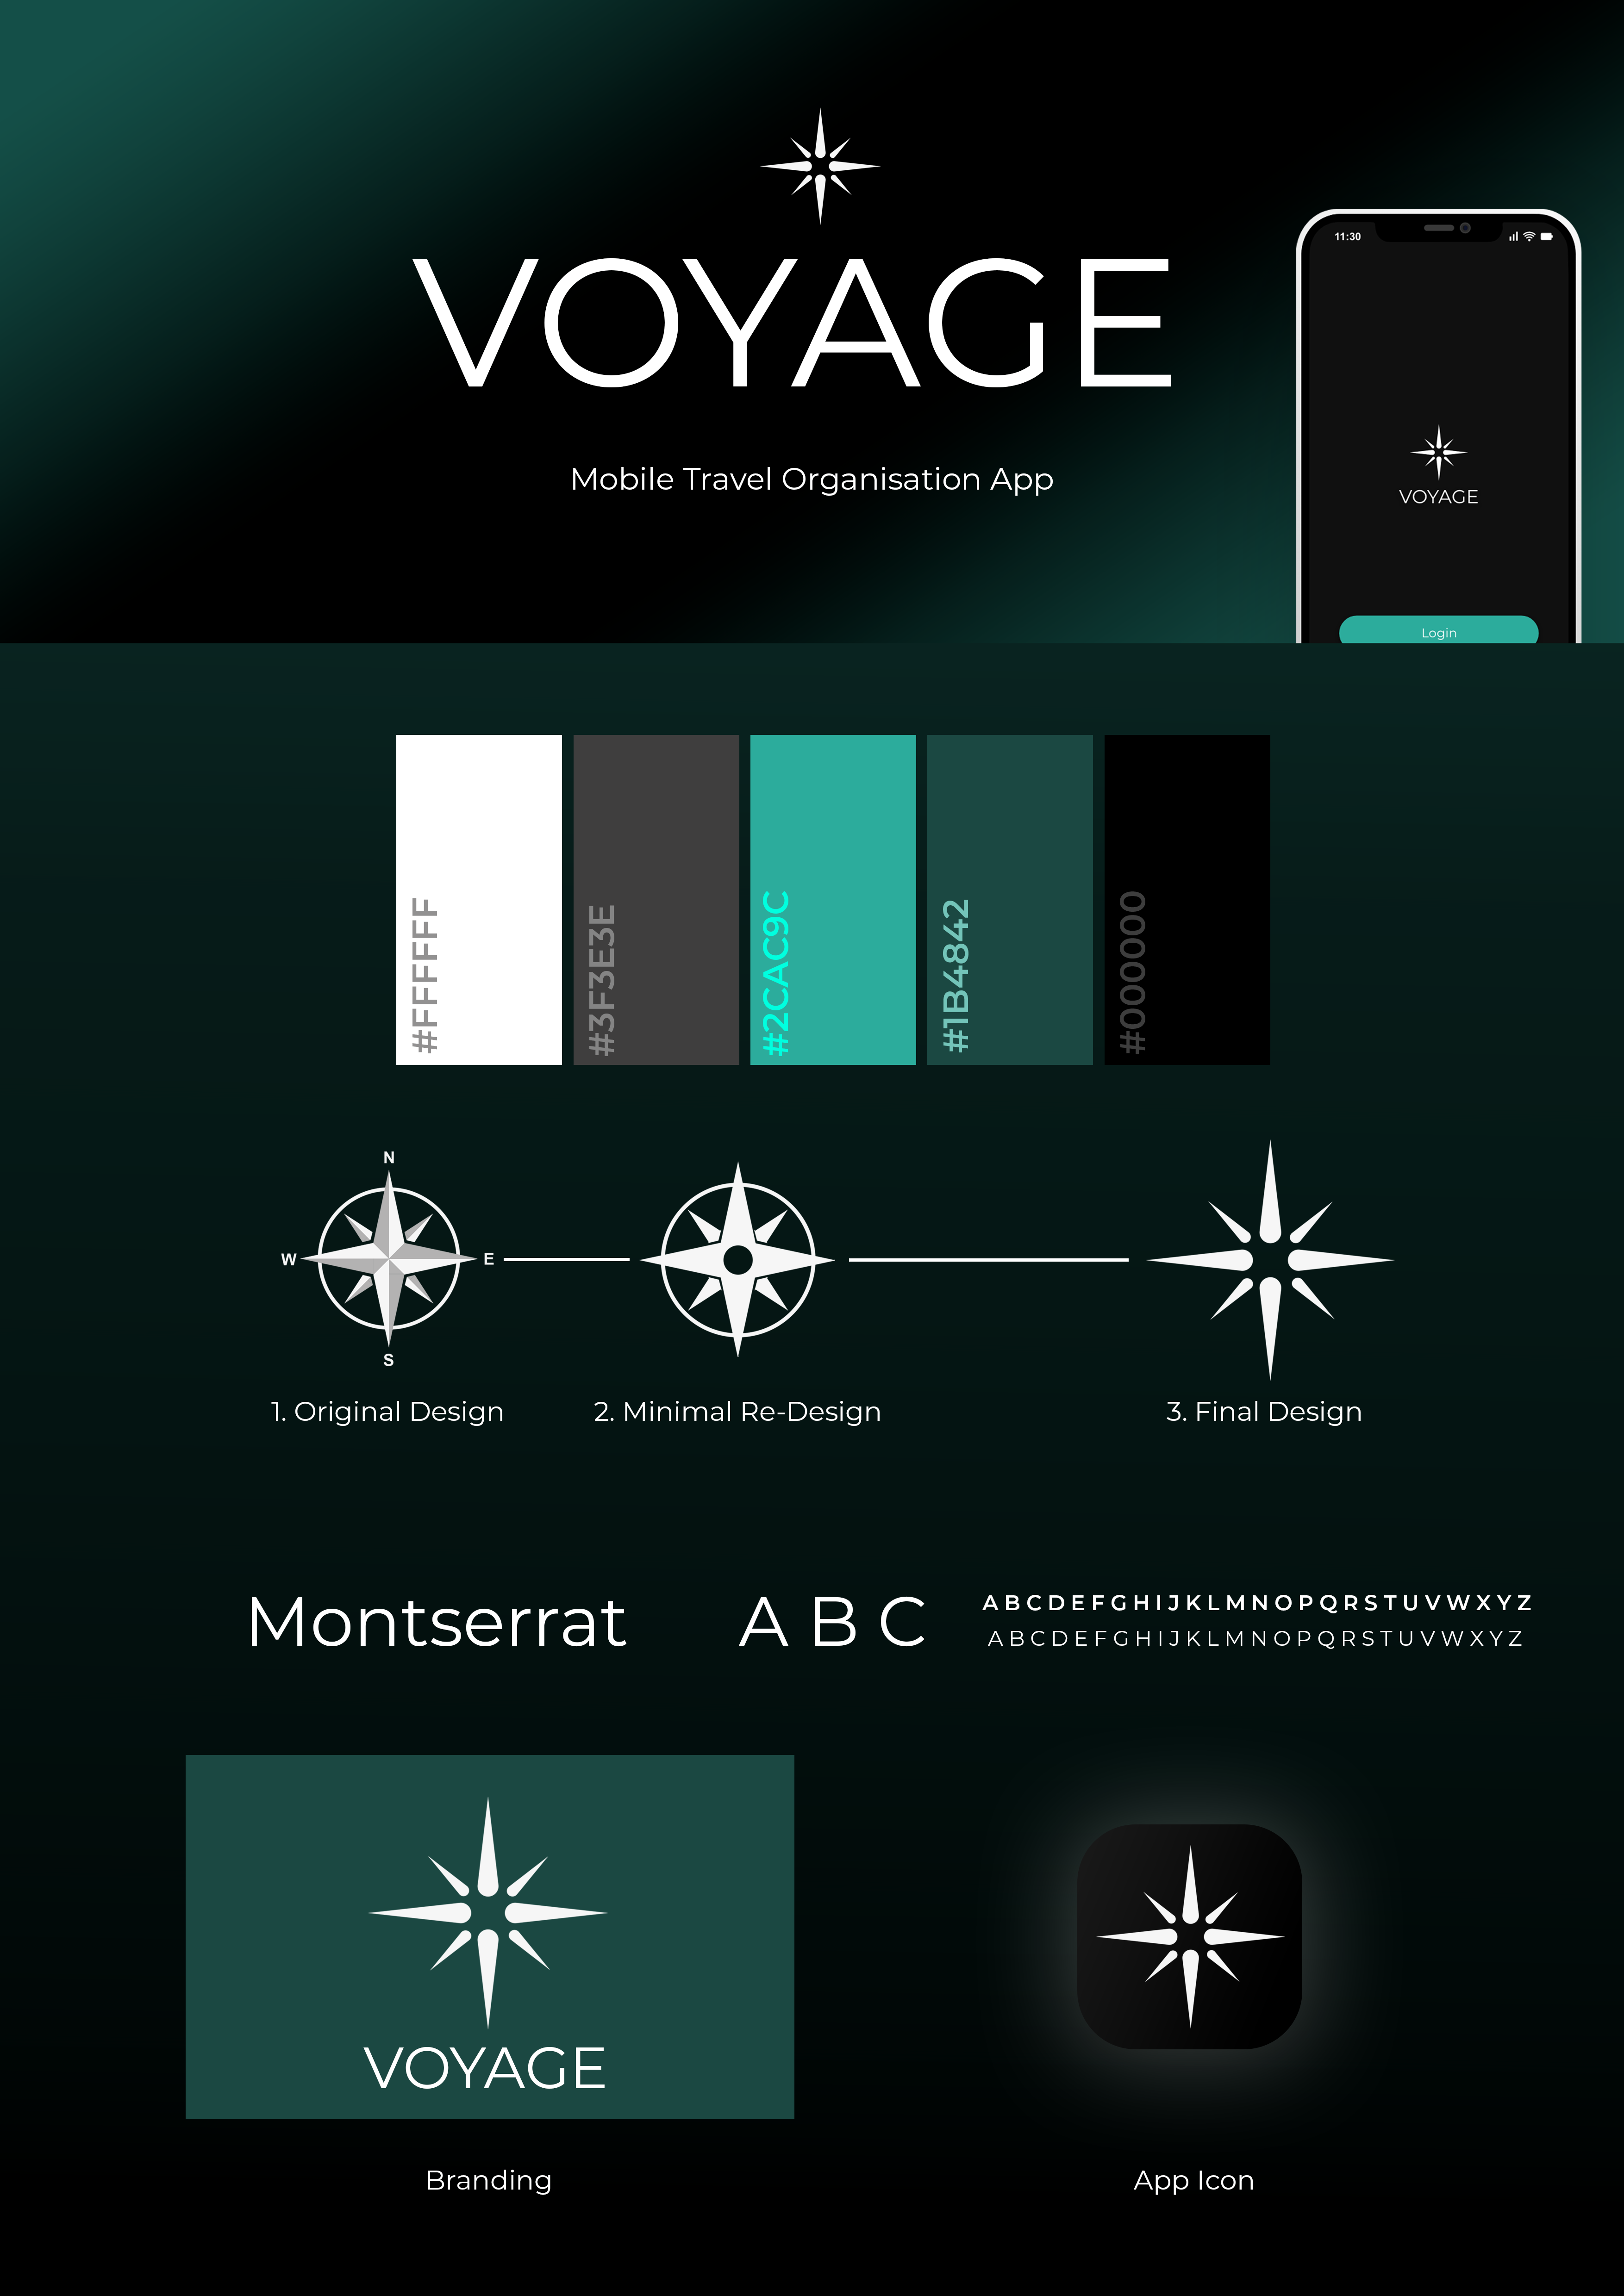 VOYAGE
Mobile Travel Organisation App
11:30
VOYAGE
Login
#FFFFFF
#3F3E3E
#2CAC9C
#1B4842
#000000
N
W
E
S
1. Original Design
2. Minimal Re-Design
3. Final Design
Montserrat
A B C
A B C D E F G H I J K L M N O P Q R S T U V W X Y Z
A B C D E F G H I J K L M N O P Q R S T U V W X Y Z
VOYAGE
Branding
App Icon